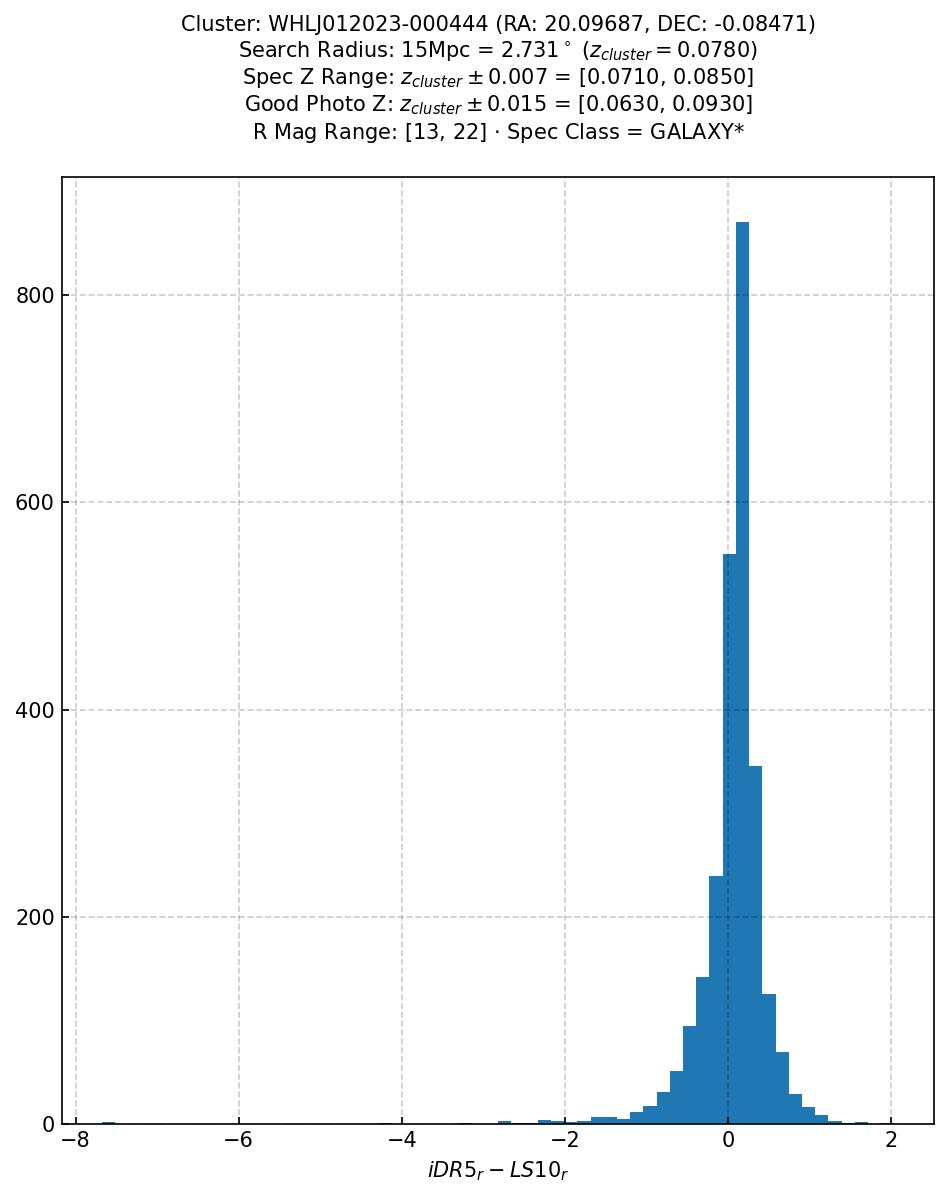 Cluster: WHLJ012023-000444 (RA: 20.09687, DEC: -0.08471)
Search Radius: 15Mpc = 2.731° (z_cluster = 0.0780)
Spec Z Range: z_cluster ± 0.007 = [0.0710, 0.0850]
Good Photo Z: z_cluster ± 0.015 = [0.0630, 0.0930]
R Mag Range: [13, 22] · Spec Class = GALAXY*
800
600
400
200
0
−8 −6 −4 −2 0 2
iDR5_r − LS10_r